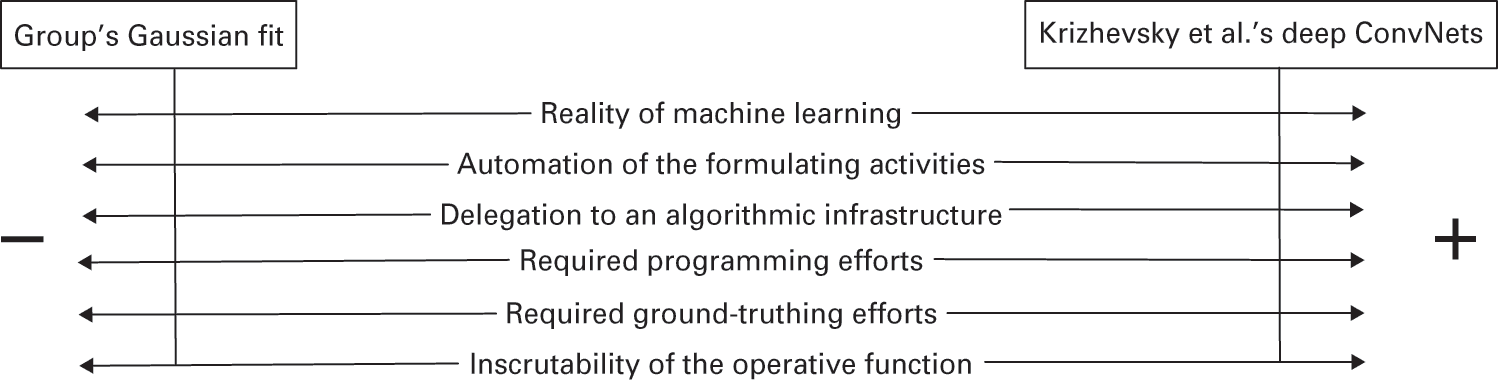 Group's Gaussian fit
Krizhevsky et al.'s deep ConvNets
Reality of machine learning
Automation of the formulating activities
Delegation to an algorithmic infrastructure
−
+
Required programming efforts
Required ground-truthing efforts
Inscrutability of the operative function